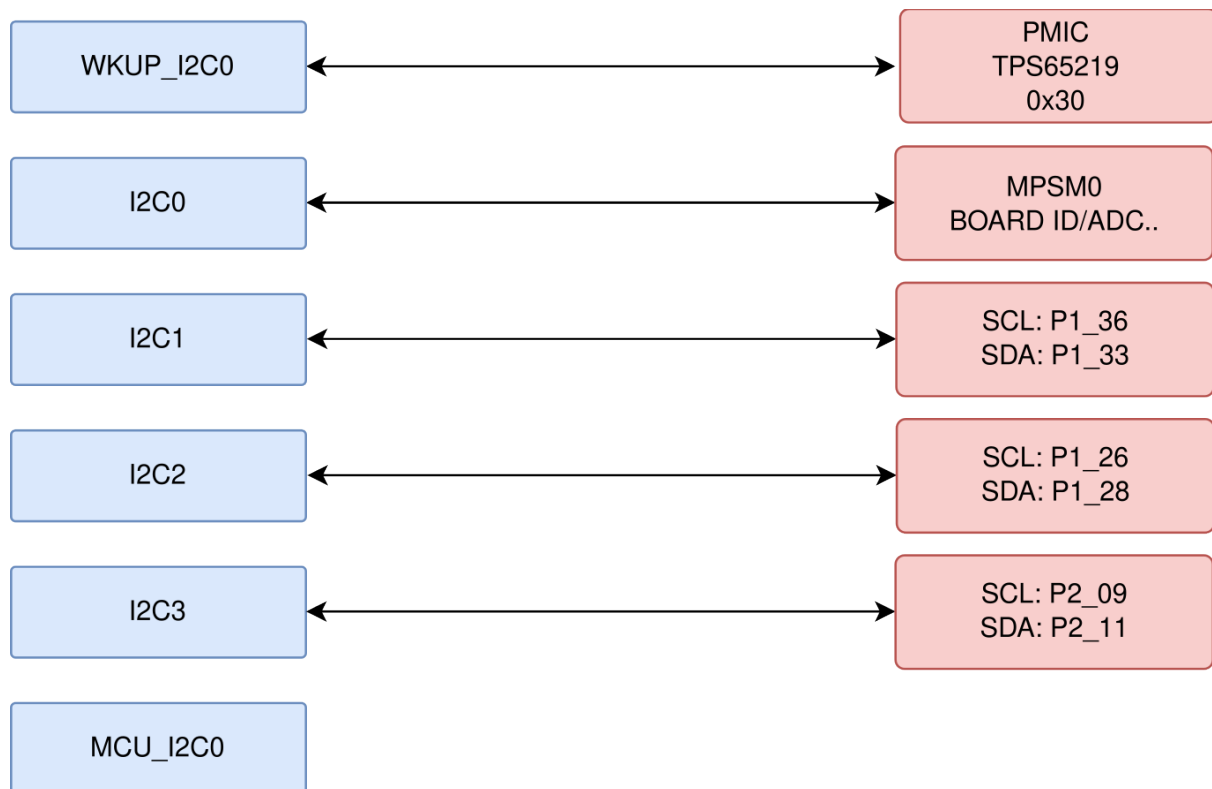 WKUP_I2C0
PMIC
TPS65219
0x30
I2C0
MPSM0
BOARD ID/ADC..
I2C1
SCL: P1_36
SDA: P1_33
I2C2
SCL: P1_26
SDA: P1_28
I2C3
SCL: P2_09
SDA: P2_11
MCU_I2C0